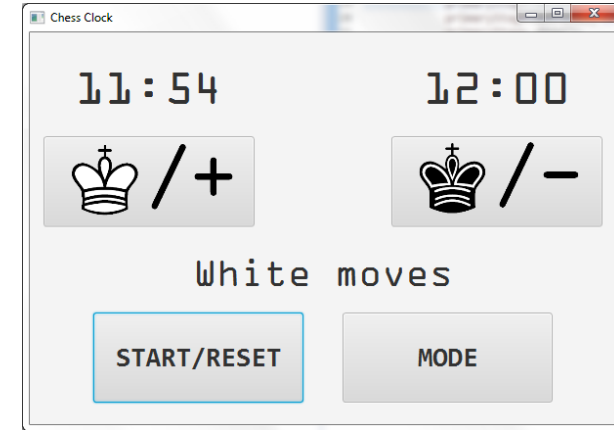 Chess Clock
11:54 12:00
/+ /-
White moves
START/RESET MODE